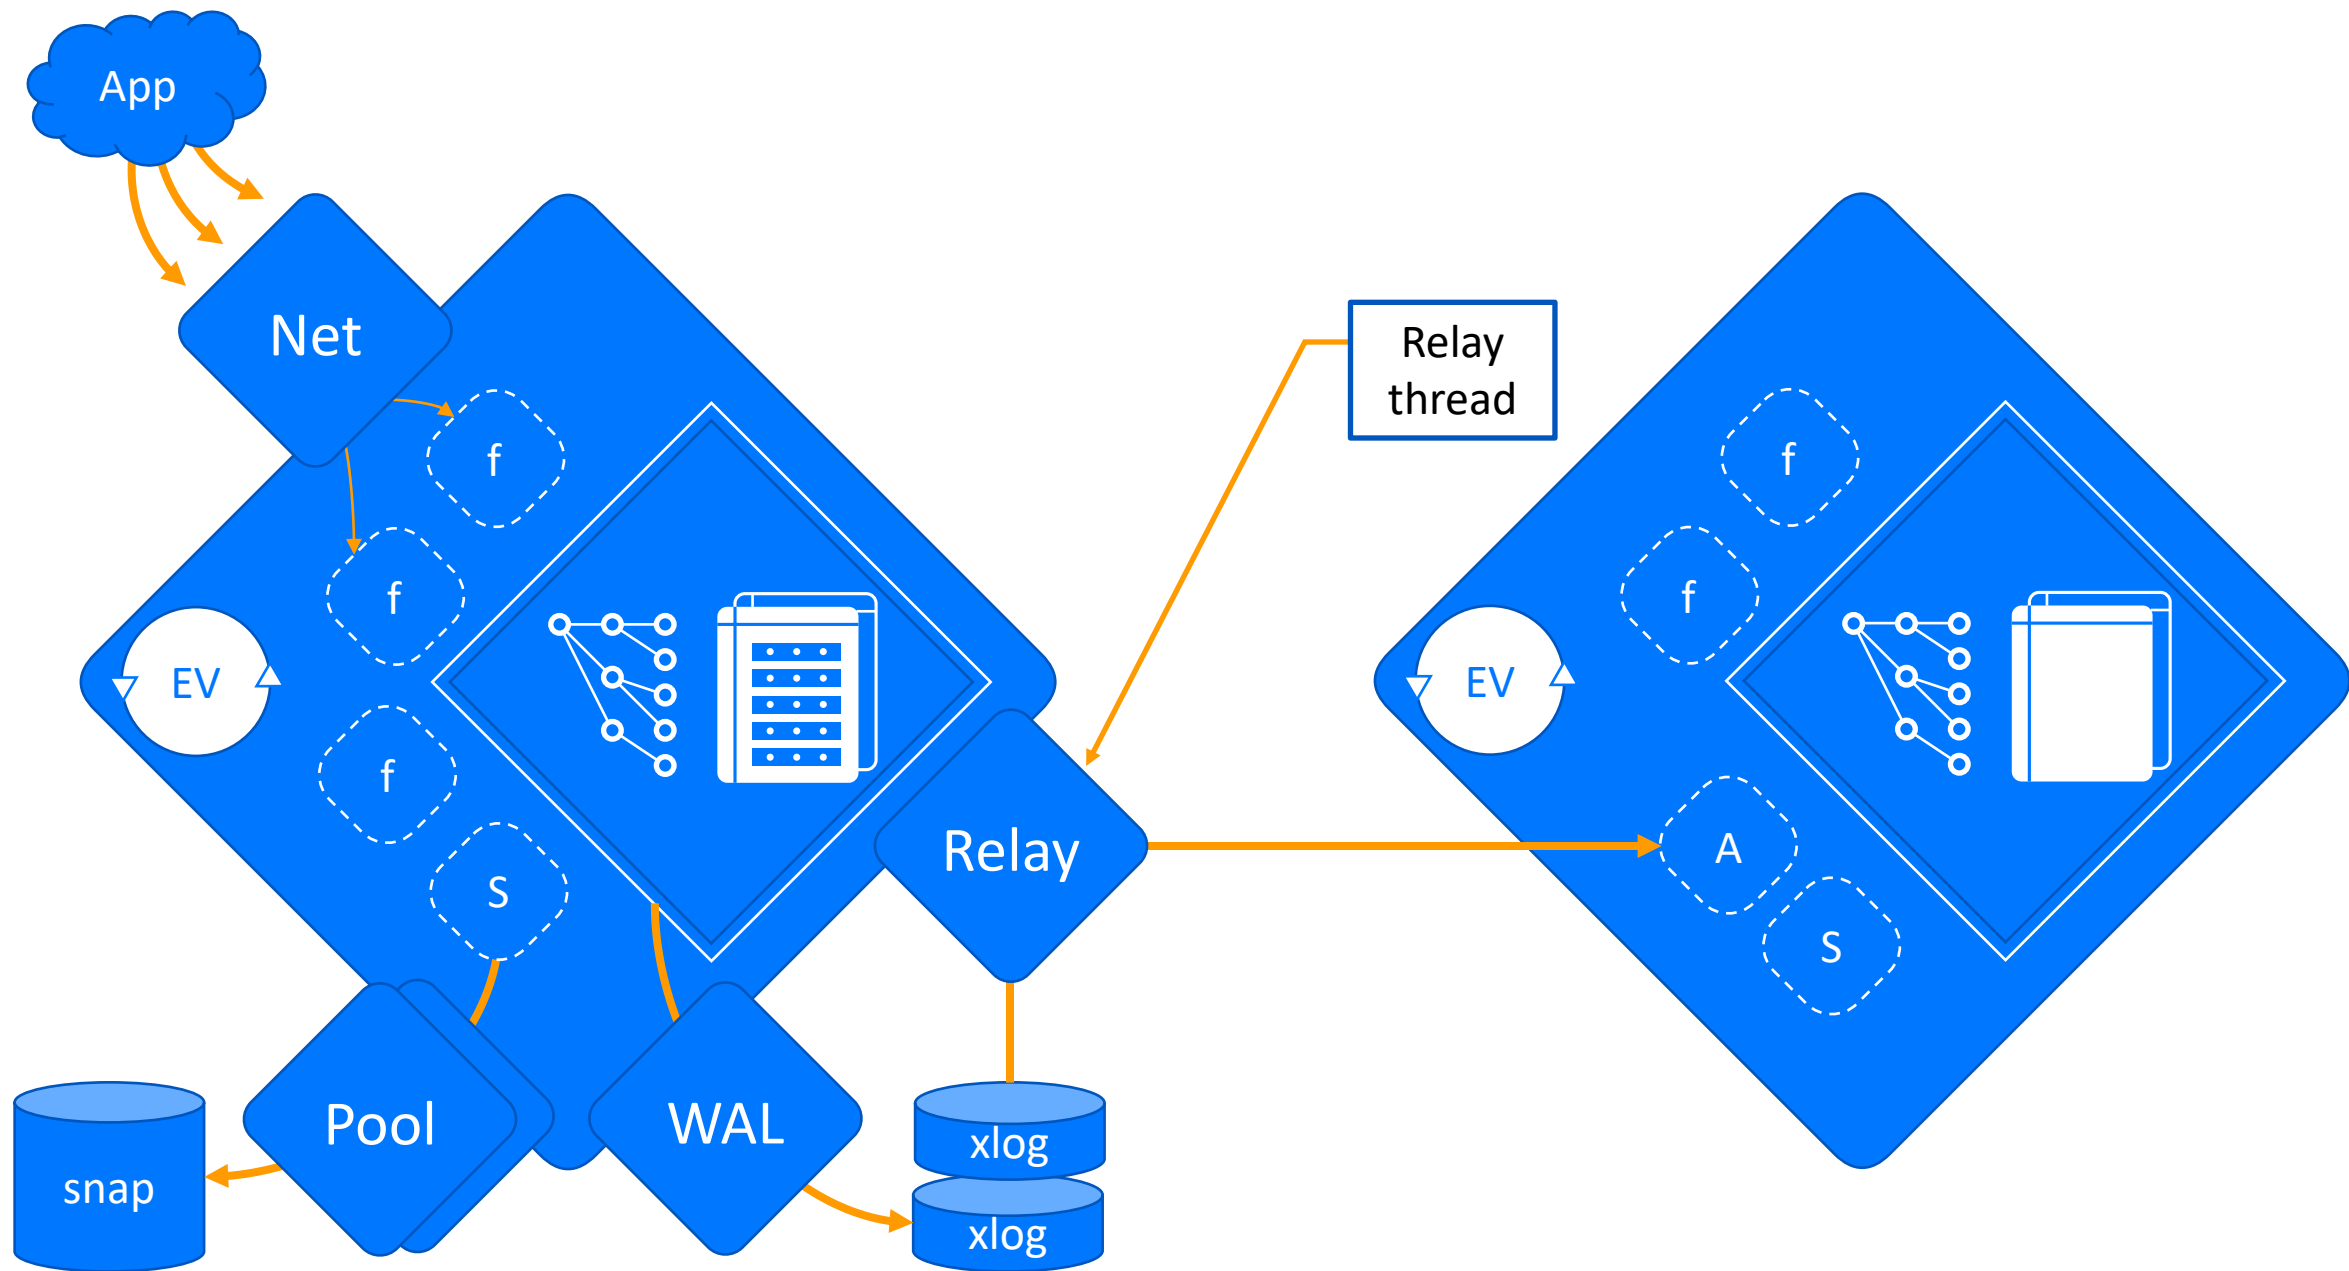 App
Net
Relay
thread
f
f
f
f
EV
EV
f
S
Relay
A
S
Pool
WAL
xlog
snap
xlog